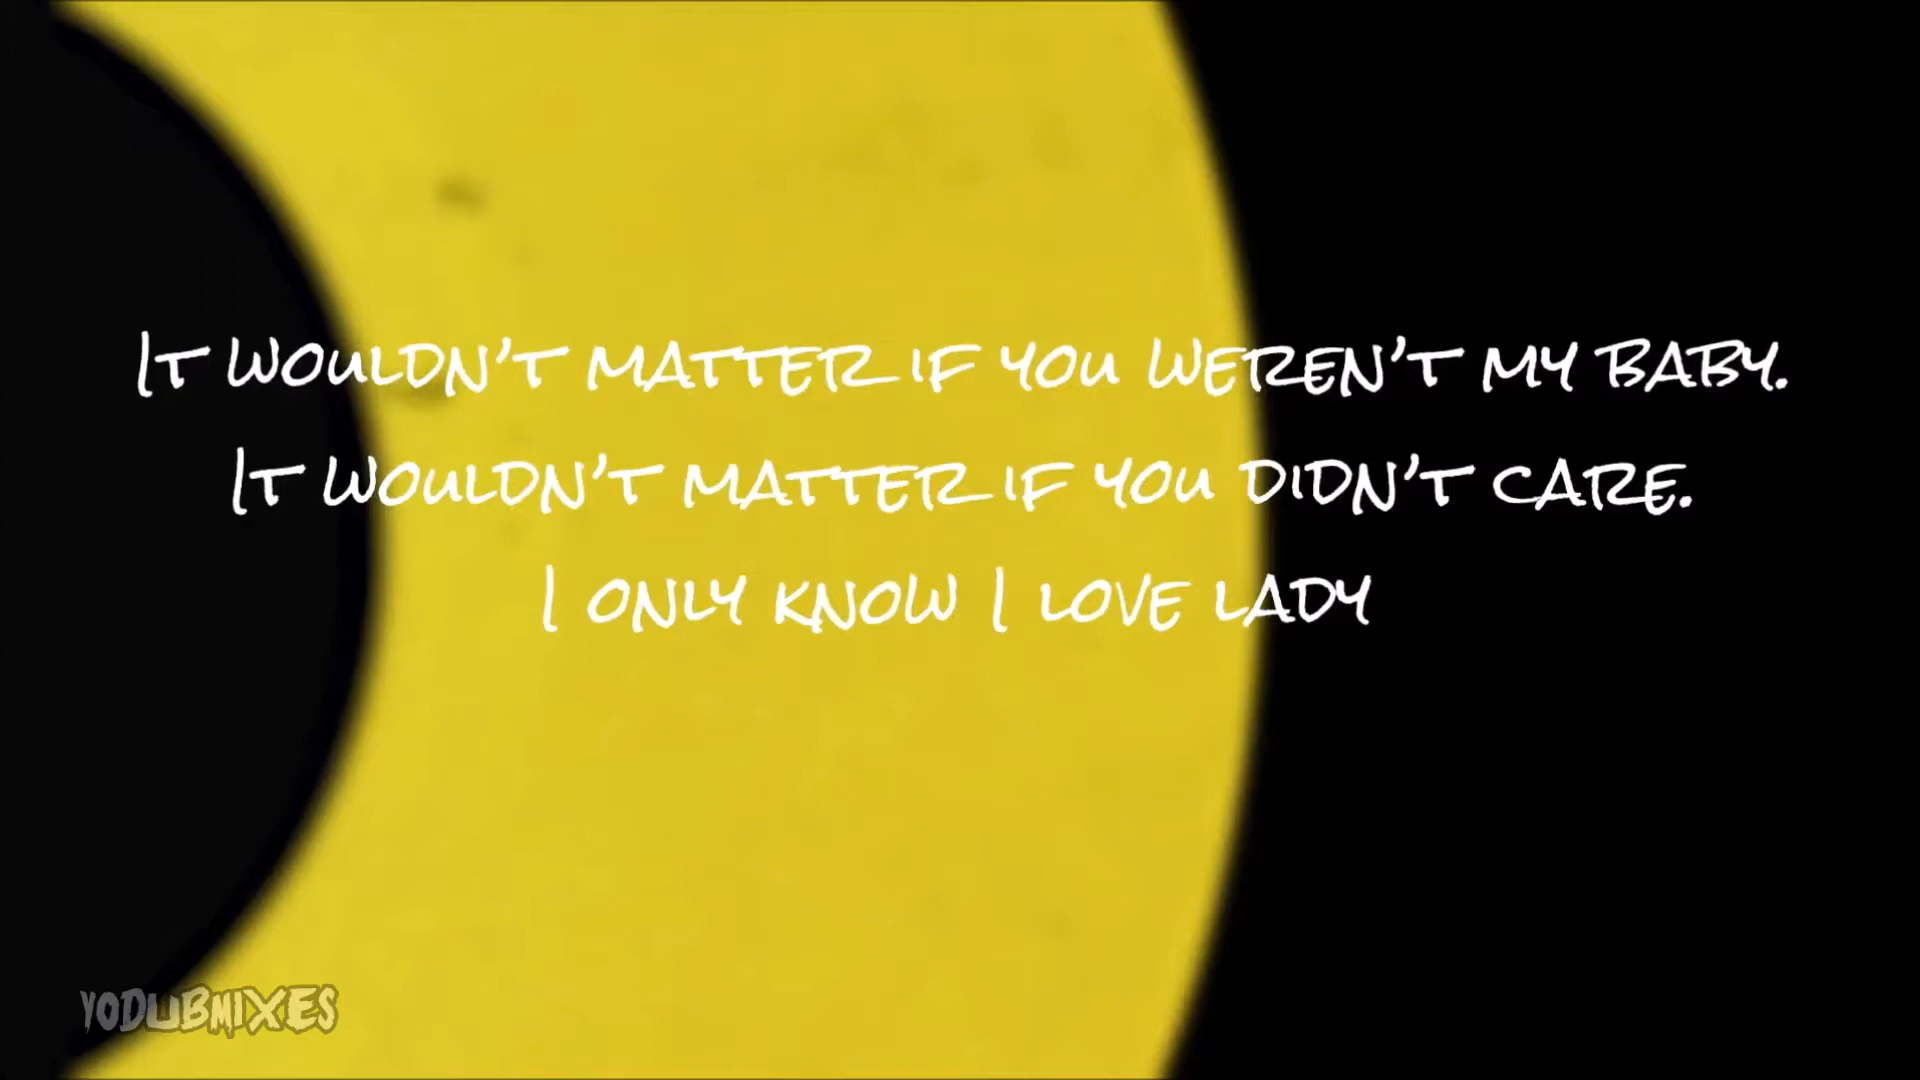 It wouldn't matter if you weren't my baby.
It wouldn't matter if you didn't care.
I only know I love lady
YODUBMIXES